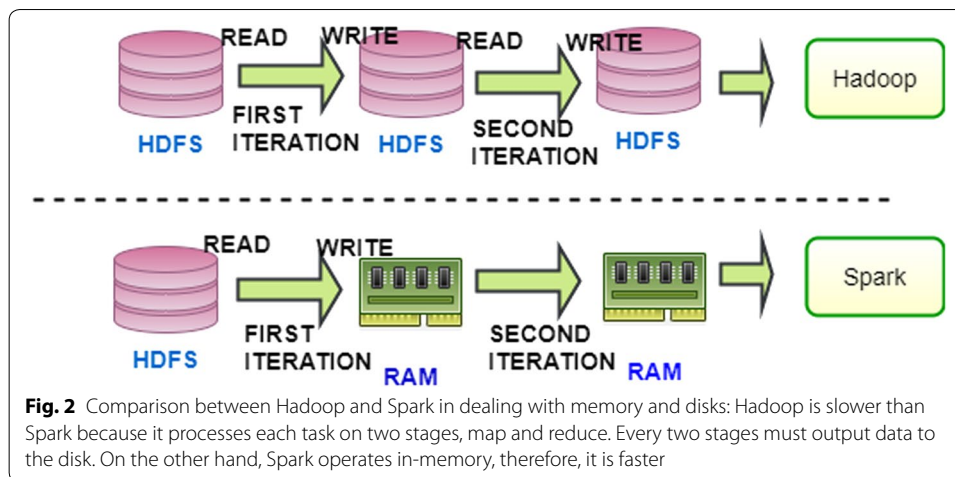 READ WRITE READ WRITE
Hadoop
FIRST
ITERATION
SECOND
ITERATION
HDFS HDFS HDFS
READ WRITE
Spark
FIRST
ITERATION
SECOND
ITERATION
HDFS RAM RAM
Fig. 2 Comparison between Hadoop and Spark in dealing with memory and disks: Hadoop is slower than
Spark because it processes each task on two stages, map and reduce. Every two stages must output data to
the disk. On the other hand, Spark operates in-memory, therefore, it is faster